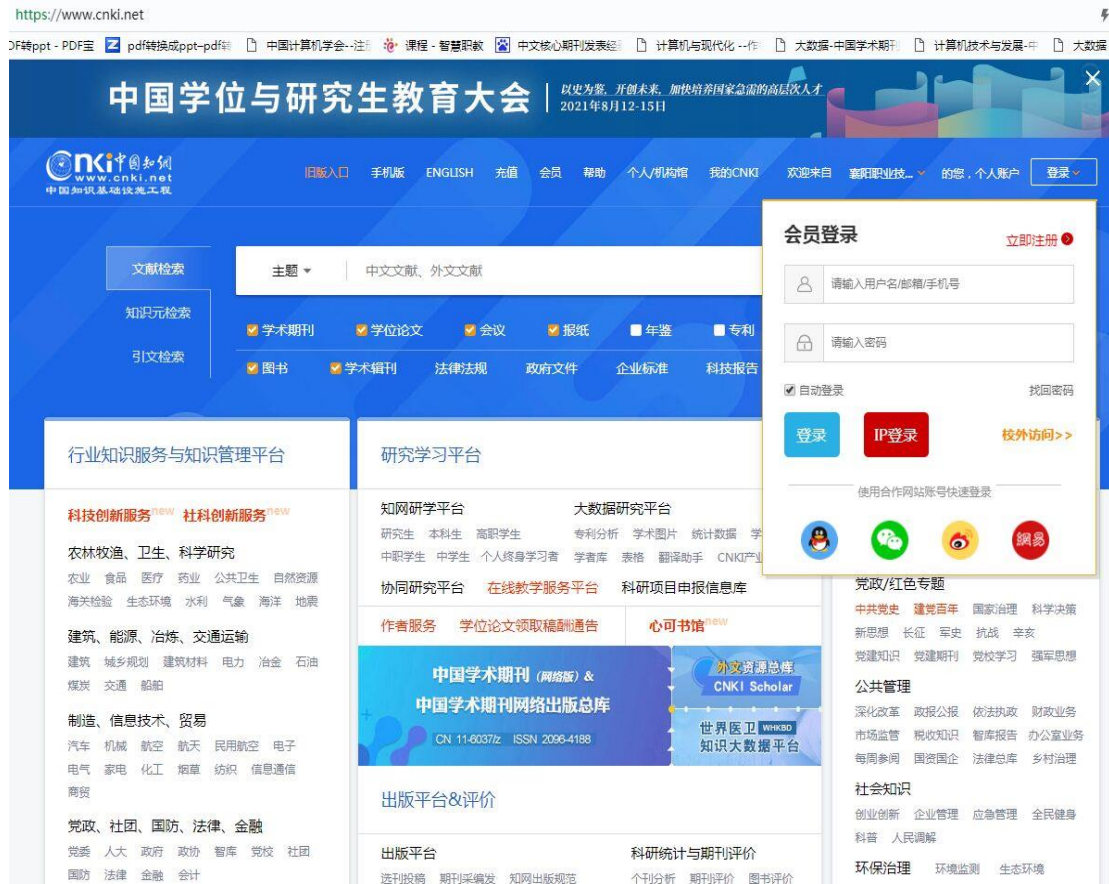 https://www.cnki.net
转ppt - PDF宝 pdf转换成ppt–pdf 中国计算机学会--注 课程 - 智慧职教 中文核心期刊发表经 计算机与现代化 --作 大数据-中国学术期 计算机技术与发展-中 大数据
中国学位与研究生教育大会
以史为鉴，开创未来，加快培养国家急需的高层次人才
2021年8月12-15日
cnki中国知网
www.cnki.net
中国知识基础设施工程
旧版入口 手机版 ENGLISH 充值 会员 帮助 个人/机构馆 我的CNKI 欢迎来自 襄阳职业技... 的您，个人账户 登录
会员登录 立即注册
请输入用户名/邮箱/手机号
请输入密码
自动登录 找回密码
登录 IP登录 校外访问>>
使用合作网站账号快速登录
網易
文献检索
知识元检索
引文检索
主题 中文文献、外文文献
学术期刊 学位论文 会议 报纸 年鉴 专利
图书 学术辑刊 法律法规 政府文件 企业标准 科技报告
行业知识服务与知识管理平台
科技创新服务new 社科创新服务new
农林牧渔、卫生、科学研究
农业 食品 医疗 药业 公共卫生 自然资源
海关检验 生态环境 水利 气象 海洋 地震
建筑、能源、冶炼、交通运输
建筑 城乡规划 建筑材料 电力 冶金 石油
煤炭 交通 船舶
制造、信息技术、贸易
汽车 机械 航空 航天 民用航空 电子
电气 家电 化工 烟草 纺织 信息通信
商贸
党政、社团、国防、法律、金融
党委 人大 政府 政协 智库 党校 社团
国防 法律 金融 会计
研究学习平台
知网研学平台 大数据研究平台
研究生 本科生 高职学生 专利分析 学术图片 统计数据 学
中职学生 中学生 个人终身学习者 学者库 表格 翻译助手 CNKI产业
协同研究平台 在线教学服务平台 科研项目申报信息库
作者服务 学位论文领取稿酬通告 心可书馆new
中国学术期刊（网络版）&
中国学术期刊网络出版总库
CN 11-6037/z ISSN 2096-4188
外文资源总库
CNKI Scholar
世界医卫 WHKBD
知识大数据平台
出版平台&评价
出版平台 科研统计与期刊评价
选刊投稿 期刊采编发 知网出版规范 个刊分析 期刊评价 图书评价
党政/红色专题
中共党史 建党百年 国家治理 科学决策
新思想 长征 军史 抗战 辛亥
党建知识 党建期刊 党校学习 强军思想
公共管理
深化改革 政报公报 依法执政 财政业务
市场监管 税收知识 智库报告 办公室业务
每周参阅 国资国企 法律总库 乡村治理
社会知识
创业创新 企业管理 应急管理 全民健身
科普 人民调解
环保治理 环境监测 生态环境